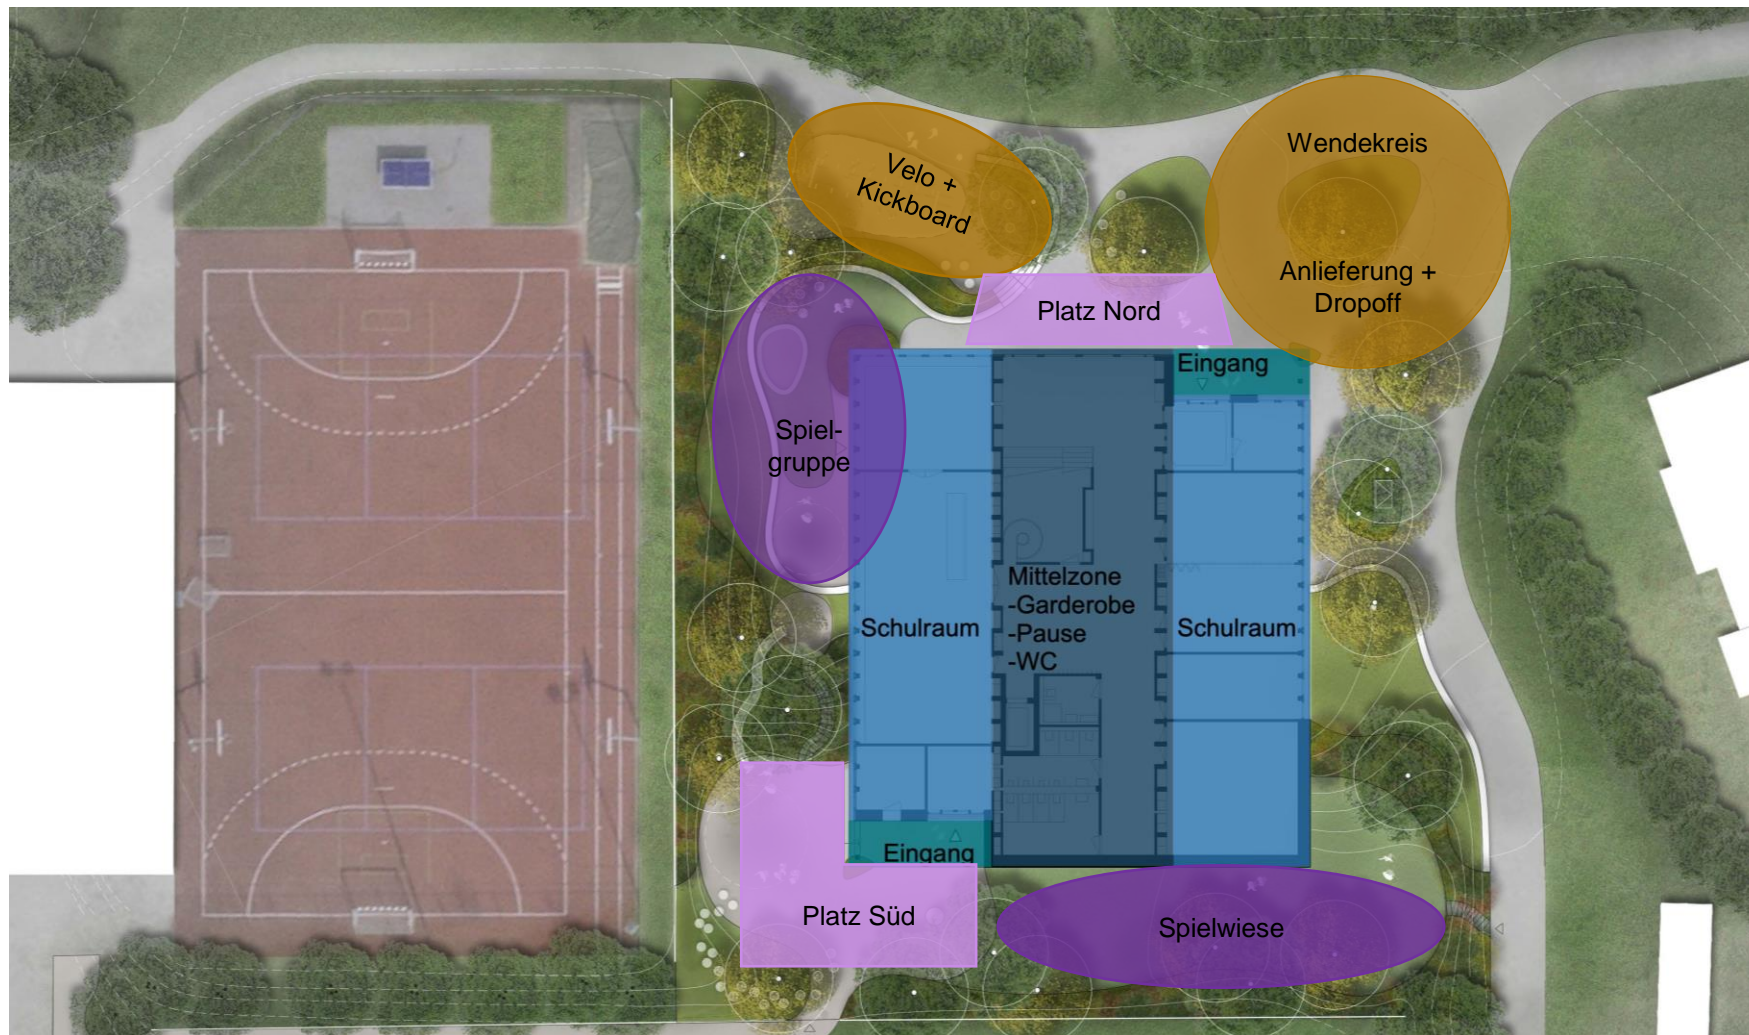 Velo +
Kickboard
Wendekreis
Anlieferung +
Dropoff
Platz Nord
Eingang
Spiel-
gruppe
Mittelzone
-Garderobe
-Pause
-WC
Schulraum
Schulraum
Eingang
Platz Süd
Spielwiese